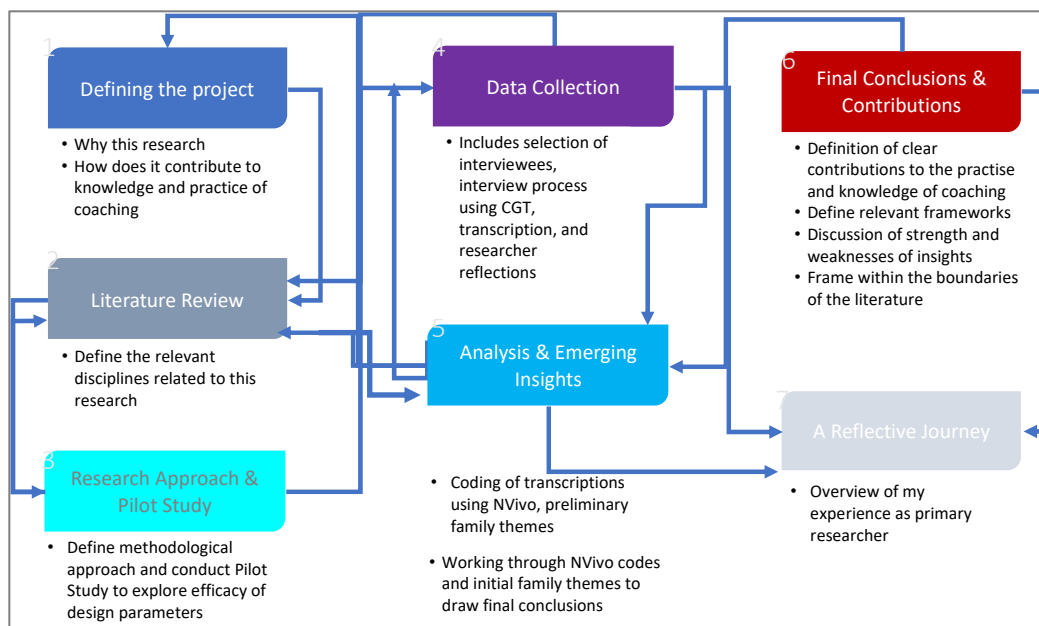 1
Defining the project
• Why this research
• How does it contribute to
knowledge and practice of
coaching
2
Literature Review
• Define the relevant
disciplines related to this
research
3
Research Approach &
Pilot Study
• Define methodological
approach and conduct Pilot
Study to explore efficacy of
design parameters
4
Data Collection
• Includes selection of
interviewees,
interview process
using CGT,
transcription, and
researcher
reflections
5
Analysis & Emerging
Insights
• Coding of transcriptions
using NVivo, preliminary
family themes
• Working through NVivo codes
and initial family themes to
draw final conclusions
6
Final Conclusions &
Contributions
• Definition of clear
contributions to the practise
and knowledge of coaching
• Define relevant frameworks
• Discussion of strength and
weaknesses of insights
• Frame within the boundaries
of the literature
7
A Reflective Journey
• Overview of my
experience as primary
researcher